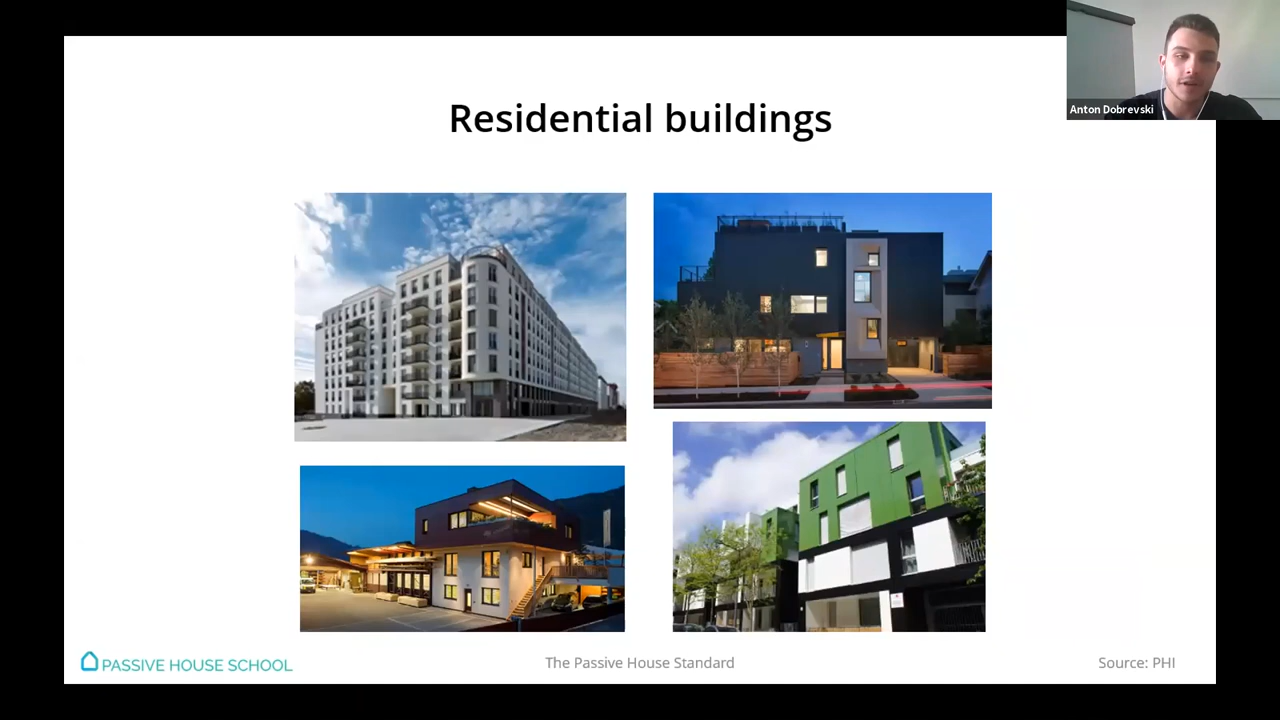 Anton Dobrevski
Residential buildings
PASSIVE HOUSE SCHOOL
The Passive House Standard
Source: PHI